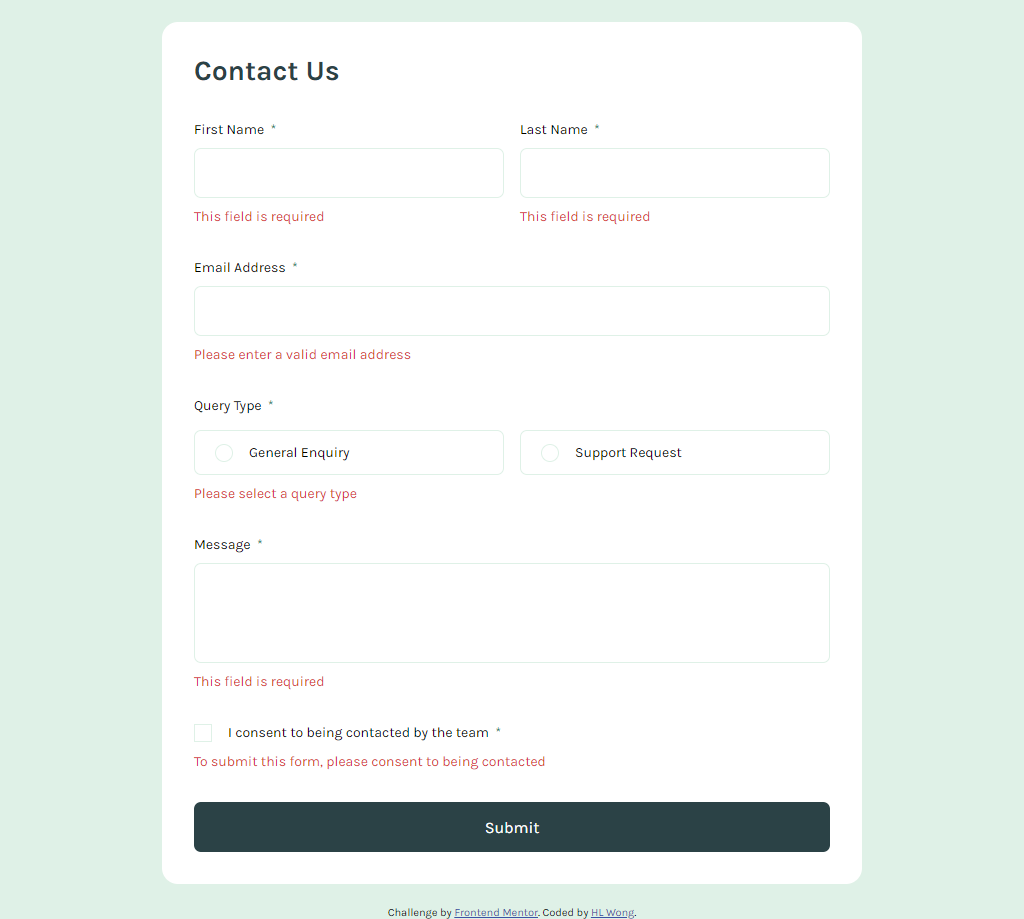 Contact Us
First Name *
Last Name *
This field is required
This field is required
Email Address *
Please enter a valid email address
Query Type *
General Enquiry
Support Request
Please select a query type
Message *
This field is required
I consent to being contacted by the team *
To submit this form, please consent to being contacted
Submit
Challenge by Frontend Mentor. Coded by HL Wong.